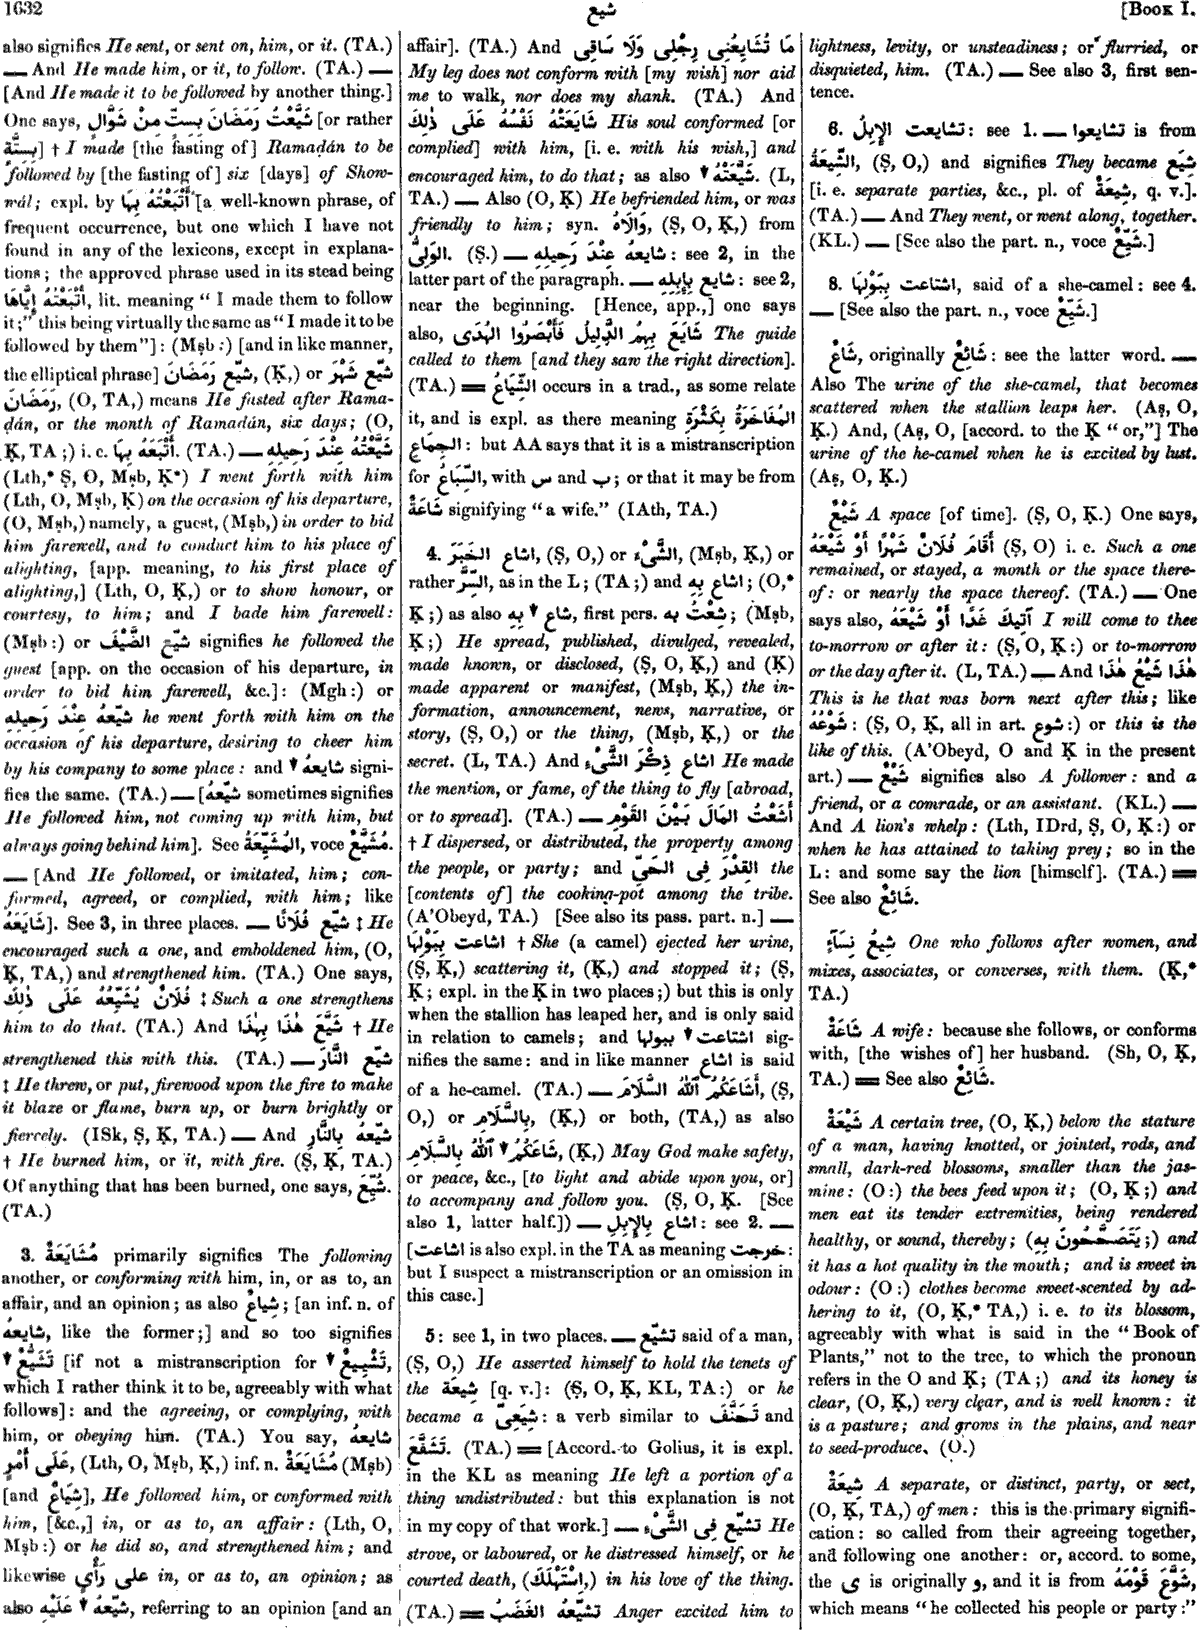 1632
شيع
[BOOK I.
also signifies He sent, or sent on, him, or it. (TA.)
— And He made him, or it, to follow. (TA.) —
[And He made it to be followed by another thing.]
One says, شَيَّعْتُ رَمَضَانَ بِسِتٍّ مِنْ شَوَّالٍ [or rather
بِسِتَّةٍ] † I made [the fasting of] Ramaḍán to be
followed by [the fasting of] six [days] of Show-
wál; expl. by أَتْبَعْتُهُ بِهَا [a well-known phrase, of
frequent occurrence, but one which I have not
found in any of the lexicons, except in explana-
tions; the approved phrase used in its stead being
أَتْبَعْتُهُ إِيَّاهَا, lit. meaning “ I made them to follow
it;” this being virtually the same as “ I made it to be
followed by them”]: (Mṣb:) [and in like manner,
the elliptical phrase] شيّع رَمَضَانَ, (Ḳ,) or شيّع شَهْرَ
رَمَضَانَ, (O, TA,) means He fasted after Rama-
ḍán, or the month of Ramaḍán, six days; (O,
Ḳ, TA;) i. e. أَتْبَعَهُ بِهَا. (TA.) — شَيَّعْتُهُ عِنْدَ رَحِيلِهِ
(Lth,* Ṣ, O, Mṣb, Ḳ*) I went forth with him
(Lth, O, Mṣb, Ḳ) on the occasion of his departure,
(O, Mṣb,) namely, a guest, (Mṣb,) in order to bid
him farewell, and to conduct him to his place of
alighting, [app. meaning, to his first place of
alighting,] (Lth, O, Ḳ,) or to show honour, or
courtesy, to him; and I bade him farewell:
(Mṣb:) or شيّع الضَّيْفَ signifies he followed the
guest [app. on the occasion of his departure, in
order to bid him farewell, &c.]: (Mgh:) or
شيّعهُ عِنْدَ رَحِيلِهِ he went forth with him on the
occasion of his departure, desiring to cheer him
by his company to some place: and ▼ شايعهُ signi-
fies the same. (TA.) — [شيّعهُ sometimes signifies
He followed him, not coming up with him, but
always going behind him]. See المُشَيِّعَةُ, voce مُشَيَّعٌ.
— [And He followed, or imitated, him; con-
formed, agreed, or complied, with him; like
شَايَعَهُ]. See 3, in three places. — شيّع فُلَانًا ‡ He
encouraged such a one, and emboldened him, (O,
Ḳ, TA,) and strengthened him. (TA.) One says,
فُلَانٌ يُشَيِّعُهُ عَلَى ذٰلِكَ ‡ Such a one strengthens
him to do that. (TA.) And شَيَّعَ هٰذَا بِهٰذَا † He
strengthened this with this. (TA.) — شيّع النَّارَ
‡ He threw, or put, firewood upon the fire to make
it blaze or flame, burn up, or burn brightly or
fiercely. (ISk, Ṣ, Ḳ, TA.) — And شيّعهُ بِالنَّارِ
† He burned him, or it, with fire. (Ṣ, Ḳ, TA.)
Of anything that has been burned, one says, شُيِّعَ.
(TA.)
3. مُشَايَعَةٌ primarily signifies The following
another, or conforming with him, in, or as to, an
affair, and an opinion; as also شِيَاعٌ; [an inf. n. of
شايعهُ, like the former;] and so too signifies
▼ تَشَيُّعٌ [if not a mistranscription for ▼ تَشْيِيعٌ,
which I rather think it to be, agreeably with what
follows]: and the agreeing, or complying, with
him, or obeying him. (TA.) You say, شايعهُ
عَلَى أَمْرٍ, (Lth, O, Mṣb, Ḳ,) inf. n. مُشَايَعَةٌ (Mṣb)
[and شِيَاعٌ], He followed him, or conformed with
him, [&c.,] in, or as to, an affair: (Lth, O,
Mṣb:) or he did so, and strengthened him; and
likewise على رَأْىٍ in, or as to, an opinion; as
also ▼ شيّعهُ عَلَيْهِ, referring to an opinion [and an
affair]. (TA.) And مَا تُشَايِعُنِى رِجْلِى وَلَا سَاقِى
My leg does not conform with [my wish] nor aid
me to walk, nor does my shank. (TA.) And
شَايَعَتْهُ نَفْسُهُ عَلَى ذٰلِكَ His soul conformed [or
complied] with him, [i. e. with his wish,] and
encouraged him, to do that; as also ▼ شَيَّعَتْهُ. (L,
TA.) — Also (O, Ḳ) He befriended him, or was
friendly to him; syn. وَالَاهُ, (Ṣ, O, Ḳ,) from
الوَلِىُّ. (Ṣ.) — شايعهُ عِنْدَ رَحِيلِهِ: see 2, in the
latter part of the paragraph. — شايع بِإِبِلِهِ: see 2,
near the beginning. [Hence, app.,] one says
also, شَايَعَ بِهِمُ الدَّلِيلُ فَأَبْصَرُوا الهُدَى The guide
called to them [and they saw the right direction].
(TA.) ═ الشِّيَاعُ occurs in a trad., as some relate
it, and is expl. as there meaning المُفَاخَرَةُ بِكَثْرَةِ
الجِمَاعِ: but AA says that it is a mistranscription
for السِّبَاعُ, with س and ب; or that it may be from
شَاعَةٌ signifying “ a wife.” (IAth, TA.)
4. اشاع الخَبَرَ, (Ṣ, O,) or الشَّىْءَ, (Mṣb, Ḳ,) or
rather السِّرَّ, as in the L; (TA;) and اشاع بِهِ; (O,*
Ḳ;) as also ▼ شاع بِهِ, first pers. شِعْتُ به; (Mṣb,
Ḳ;) He spread, published, divulged, revealed,
made known, or disclosed, (Ṣ, O, Ḳ,) and (Ḳ)
made apparent or manifest, (Mṣb, Ḳ,) the in-
formation, announcement, news, narrative, or
story, (Ṣ, O,) or the thing, (Mṣb, Ḳ,) or the
secret. (L, TA.) And اشاع ذِكْرَ الشَّىْءِ He made
the mention, or fame, of the thing to fly [abroad,
or to spread]. (TA.) — أَشَعْتُ المَالَ بَيْنَ القَوْمِ
† I dispersed, or distributed, the property among
the people, or party; and القِدْرَ فِى الحَىِّ the
[contents of] the cooking-pot among the tribe.
(A'Obeyd, TA.) [See also its pass. part. n.] —
اشاعت بِبَوْلِهَا † She (a camel) ejected her urine,
(Ṣ, Ḳ,) scattering it, (Ḳ,) and stopped it; (Ṣ,
Ḳ; expl. in the Ḳ in two places;) but this is only
when the stallion has leaped her, and is only said
in relation to camels; and ▼ اشتاعت ببولها sig-
nifies the same: and in like manner اشاع is said
of a he-camel. (TA.) — أَشَاعَكُمُ ٱللّٰهُ السَّلَامَ, (Ṣ,
O,) or بِالسَّلَامِ, (Ḳ,) or both, (TA,) as also
▼ شَاعَكُمُ ٱللّٰهُ بِالسَّلَامِ, (Ḳ,) May God make safety,
or peace, &c., [to light and abide upon you, or]
to accompany and follow you. (Ṣ, O, Ḳ. [See
also 1, latter half.]) — اشاع بِالإِبِلِ: see 2. —
[اشاعت is also expl. in the TA as meaning خرجت:
but I suspect a mistranscription or an omission in
this case.]
5: see 1, in two places. — تشيّع said of a man,
(Ṣ, O,) He asserted himself to hold the tenets of
the شِيعَة [q. v.]: (Ṣ, O, Ḳ, KL, TA:) or he
became a شِيعِىّ: a verb similar to تَحَنَّفَ and
تَشَفَّعَ. (TA.) ═ [Accord. to Golius, it is expl.
in the KL as meaning He left a portion of a
thing undistributed: but this explanation is not
in my copy of that work.] — تشيّع فِى الشَّىْءِ He
strove, or laboured, or he distressed himself, or he
courted death, (اسْتَهْلَكَ,) in his love of the thing.
(TA.) ═ تشيّعهُ الغَضَبُ Anger excited him to
lightness, levity, or unsteadiness; or flurried, or
disquieted, him. (TA.) — See also 3, first sen-
tence.
6. تشايعت الإِبِلُ: see 1. — تشايعوا is from
الشِّيعَةُ, (Ṣ, O,) and signifies They became شِيَع
[i. e. separate parties, &c., pl. of شِيعَةٌ, q. v.].
(TA.) — And They went, or went along, together.
(KL.) — [See also the part. n., voce شَيِّعٌ.]
8. اشتاعت بِبَوْلِهَا, said of a she-camel: see 4.
— [See also the part. n., voce شَيِّعٌ.]
شَاعٌ, originally شَائِعٌ: see the latter word. —
Also The urine of the she-camel, that becomes
scattered when the stallion leaps her. (Aṣ, O,
Ḳ.) And, (Aṣ, O, [accord. to the Ḳ “ or,”] The
urine of the he-camel when he is excited by lust.
(Aṣ, O, Ḳ.)
شَيْعٌ A space [of time]. (Ṣ, O, Ḳ.) One says,
أَقَامَ فُلَانٌ شَهْرًا أَوْ شَيْعَهُ (Ṣ, O) i. e. Such a one
remained, or stayed, a month or the space there-
of: or nearly the space thereof. (TA.) — One
says also, آتِيكَ غَدًا أَوْ شَيْعَهُ I will come to thee
to-morrow or after it: (Ṣ, O, Ḳ:) or to-morrow
or the day after it. (L, TA.) — And هٰذَا شَيْعُ هٰذَا
This is he that was born next after this; like
شَوْعُهُ: (Ṣ, O, Ḳ, all in art. شوع:) or this is the
like of this. (A'Obeyd, O and Ḳ in the present
art.) — شَيْعٌ signifies also A follower: and a
friend, or a comrade, or an assistant. (KL.) —
And A lion's whelp: (Lth, IDrd, Ṣ, O, Ḳ:) or
when he has attained to taking prey; so in the
L: and some say the lion [himself]. (TA.) ═
See also شَائِعٌ.
شِيعُ نِسَآءٍ One who follows after women, and
mixes, associates, or converses, with them. (Ḳ,*
TA.)
شَاعَةٌ A wife: because she follows, or conforms
with, [the wishes of] her husband. (Sh, O, Ḳ,
TA.) ═ See also شَائِعٌ.
شَيْعَةٌ A certain tree, (O, Ḳ,) below the stature
of a man, having knotted, or jointed, rods, and
small, dark-red blossoms, smaller than the jas-
mine: (O:) the bees feed upon it; (O, Ḳ;) and
men eat its tender extremities, being rendered
healthy, or sound, thereby; (يَتَصَحَّحُونَ بِهِ;) and
it has a hot quality in the mouth; and is sweet in
odour: (O:) clothes become sweet-scented by ad-
hering to it, (O, Ḳ,* TA,) i. e. to its blossom,
agreeably with what is said in the “ Book of
Plants,” not to the tree, to which the pronoun
refers in the O and Ḳ; (TA;) and its honey is
clear, (O, Ḳ,) very clear, and is well known: it
is a pasture; and grows in the plains, and near
to seed-produce. (O.)
شِيعَةٌ A separate, or distinct, party, or sect,
(O, Ḳ, TA,) of men: this is the primary signifi-
cation: so called from their agreeing together,
and following one another: or, accord. to some,
the ى is originally و, and it is from شَوَّعَ قَوْمَهُ,
which means “ he collected his people or party:”